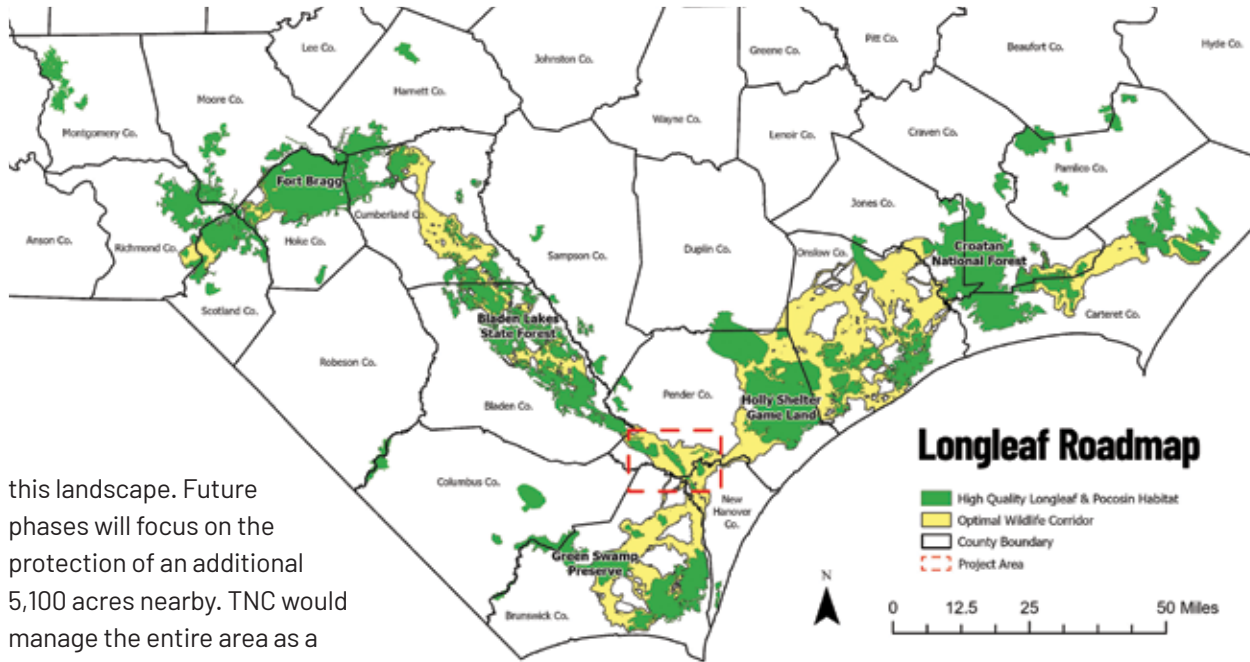 Lee Co.
Johnston Co.
Greene Co.
Pitt Co.
Beaufort Co.
Hyde Co.
Harnett Co.
Moore Co.
Montgomery Co.
Wayne Co.
Lenoir Co.
Craven Co.
Pamlico Co.
Fort Bragg
Cumberland Co.
Jones Co.
Anson Co.
Richmond Co.
Hoke Co.
Sampson Co.
Duplin Co.
Onslow Co.
Croatan
National Forest
Scotland Co.
Carteret Co.
Bladen Lakes
State Forest
Robeson Co.
Pender Co.
Holly Shelter
Game Land
Bladen Co.
Columbus Co.
New
Hanover
Co.
Green Swamp
Preserve
Brunswick Co.
this landscape. Future
phases will focus on the
protection of an additional
5,100 acres nearby. TNC would
manage the entire area as a
Longleaf Roadmap
High Quality Longleaf & Pocosin Habitat
Optimal Wildlife Corridor
County Boundary
Project Area
N
0 12.5 25 50 Miles